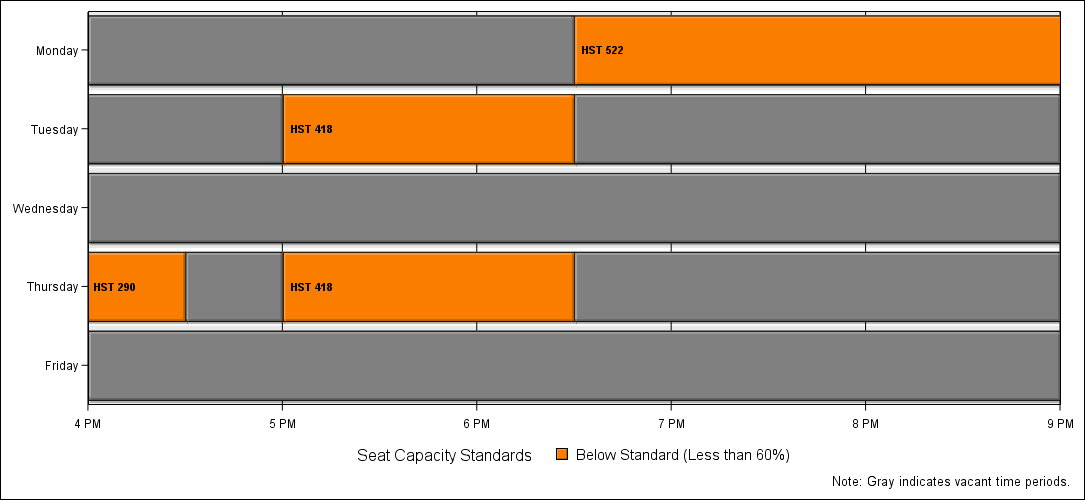 Monday
HST 522
Tuesday
HST 418
Wednesday
Thursday
HST 290
HST 418
Friday
4 PM 5 PM 6 PM 7 PM 8 PM 9 PM
Seat Capacity Standards Below Standard (Less than 60%)
Note: Gray indicates vacant time periods.